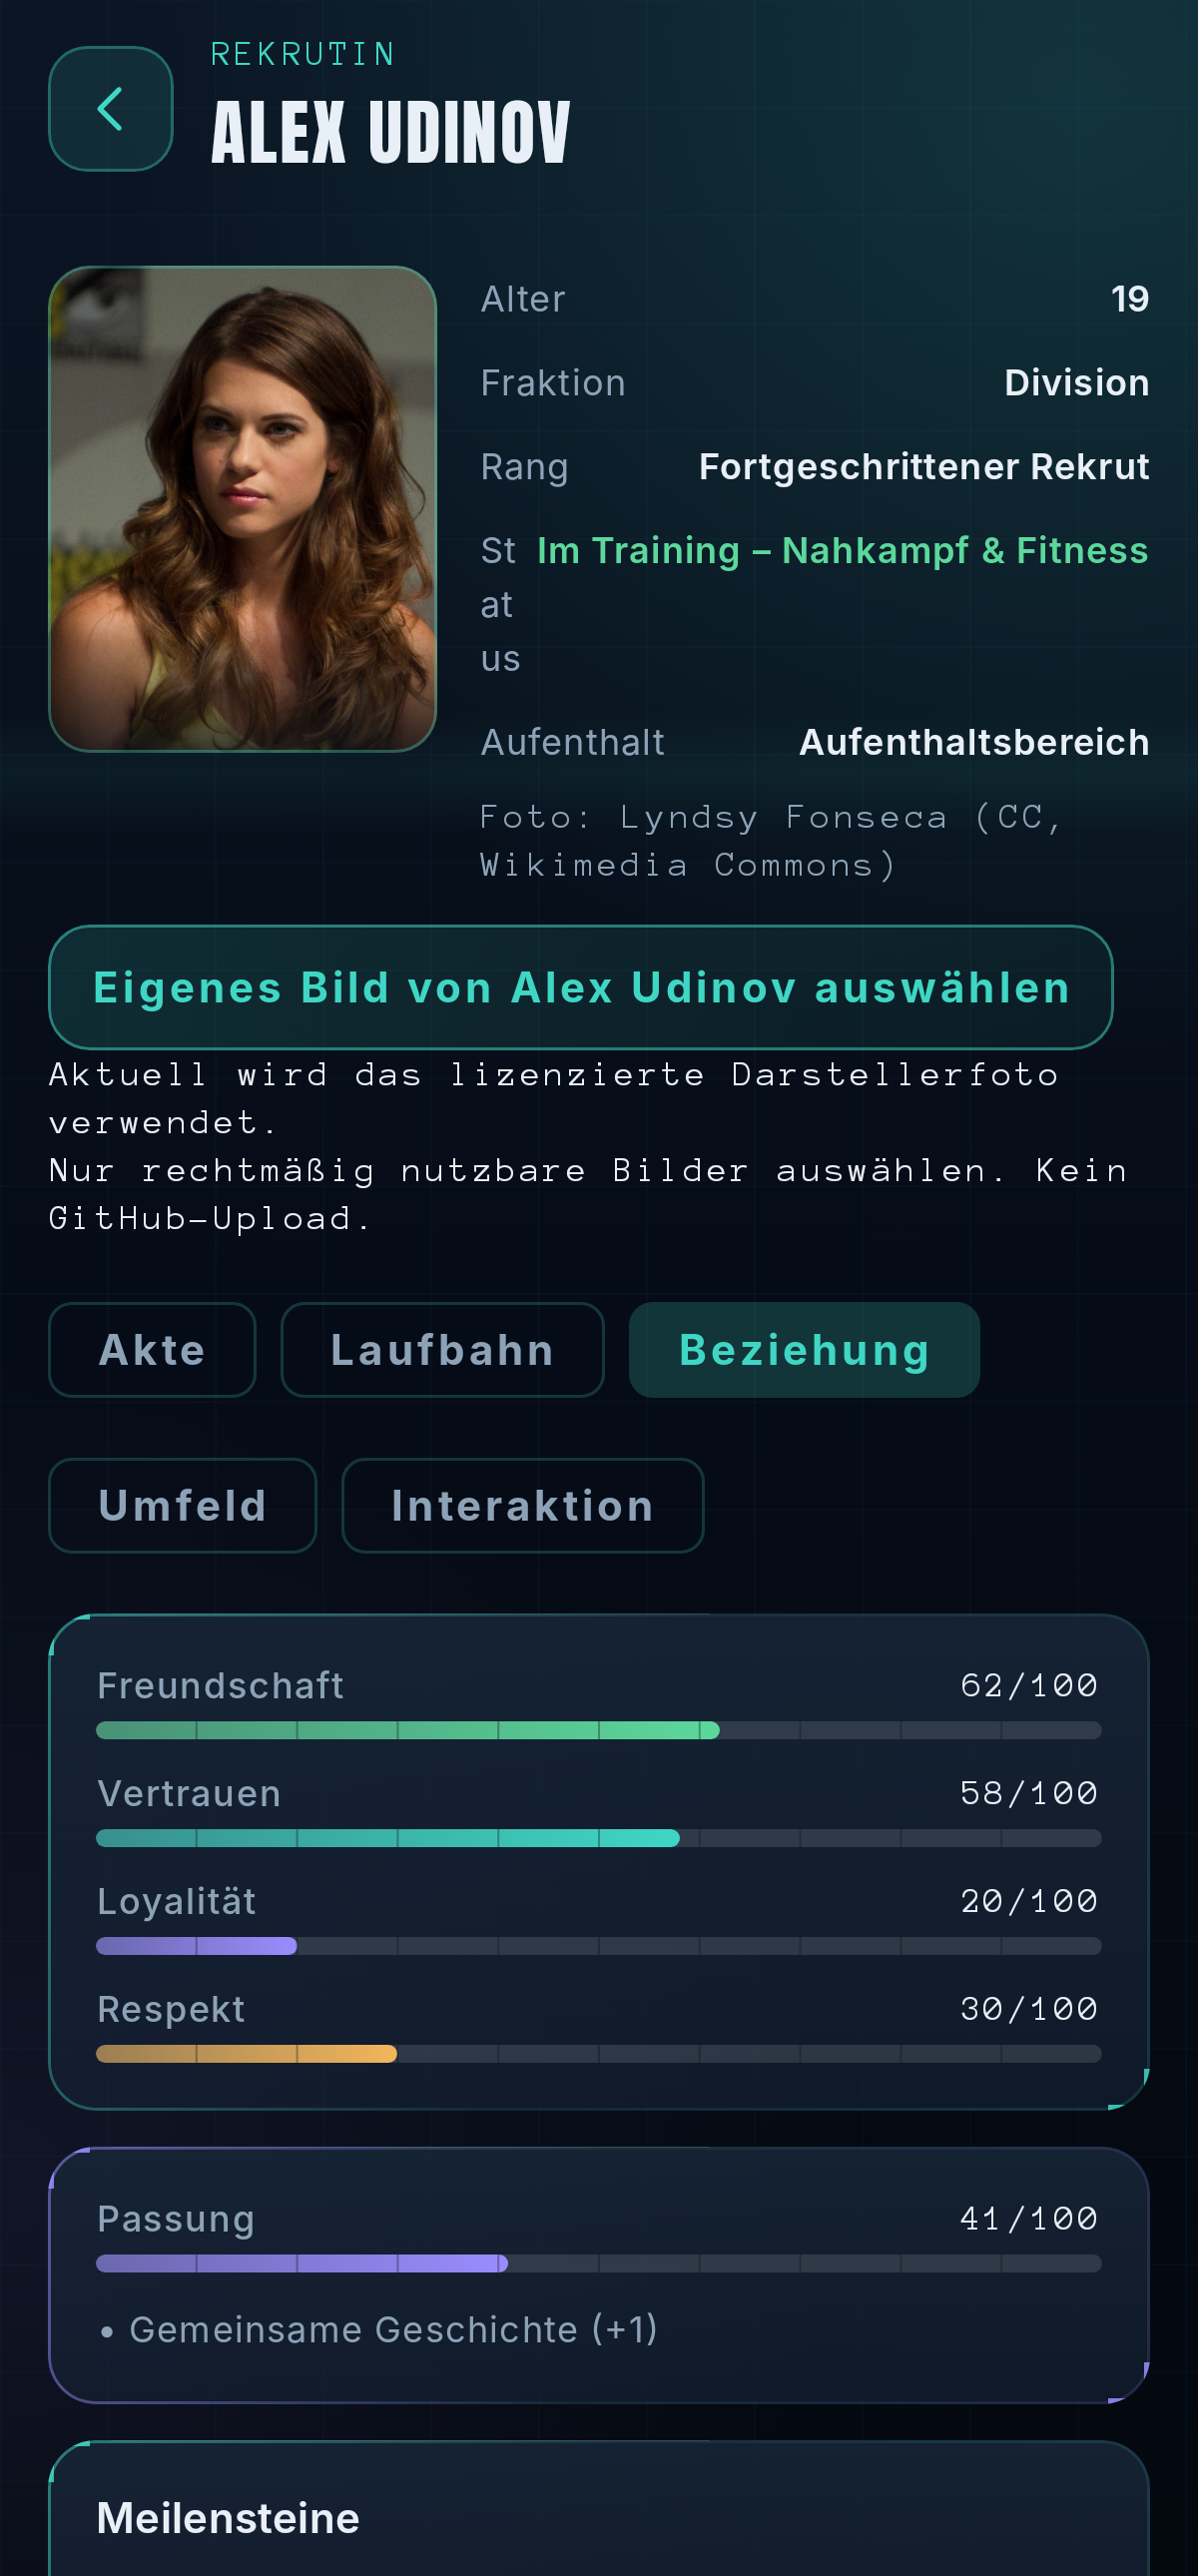 REKRUTIN
ALEX UDINOV
Alter 19
Fraktion Division
Rang Fortgeschrittener Rekrut
St Im Training – Nahkampf & Fitness
at
us
Aufenthalt Aufenthaltsbereich
Foto: Lyndsy Fonseca (CC,
Wikimedia Commons)
Eigenes Bild von Alex Udinov auswählen
Aktuell wird das lizenzierte Darstellerfoto
verwendet.
Nur rechtmäßig nutzbare Bilder auswählen. Kein
GitHub-Upload.
Akte Laufbahn Beziehung
Umfeld Interaktion
Freundschaft 62/100
Vertrauen 58/100
Loyalität 20/100
Respekt 30/100
Passung 41/100
• Gemeinsame Geschichte (+1)
Meilensteine